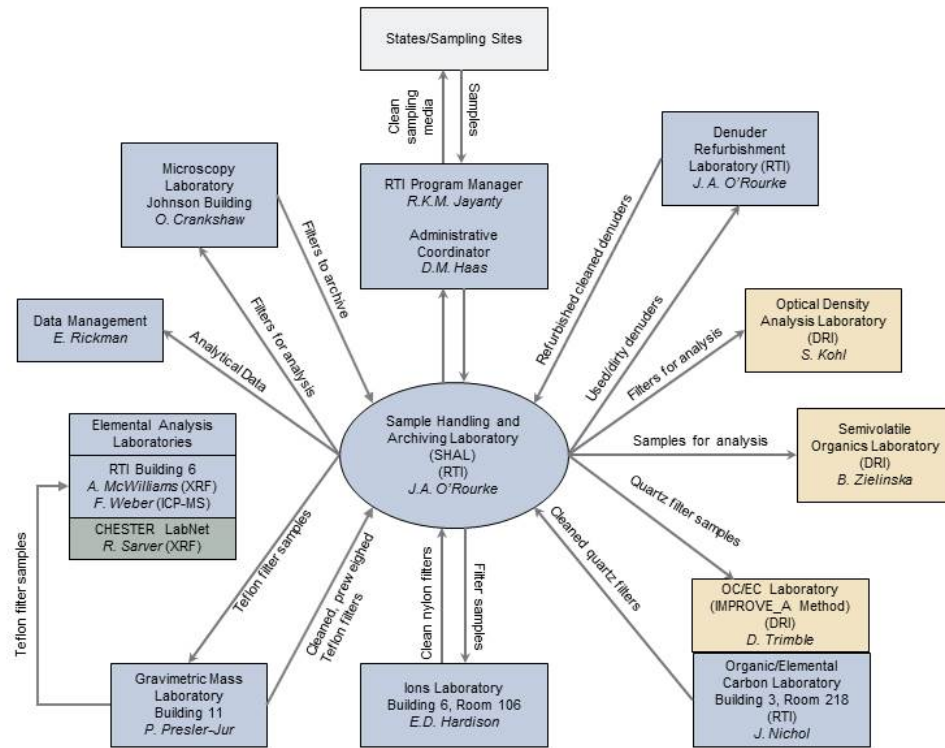 States/Sampling Sites
Clean
sampling
media
Samples
Denuder
Refurbishment
Laboratory (RTI)
J. A. O'Rourke
Microscopy
Laboratory
Johnson Building
O. Crankshaw
RTI Program Manager
R.K.M. Jayanty
Administrative
Coordinator
D.M. Haas
Filters to archive
Refurbished cleaned denuders
Used/dirty denuders
Data Management
E. Rickman
Analytical Data
Filters for analysis
Filters for analysis
Optical Density
Analysis Laboratory
(DRI)
S. Kohl
Sample Handling and
Archiving Laboratory
(SHAL)
(RTI)
J.A. O'Rourke
Samples for analysis
Semivolatile
Organics Laboratory
(DRI)
B. Zielinska
Elemental Analysis
Laboratories
RTI Building 6
A. McWilliams (XRF)
F. Weber (ICP-MS)
CHESTER LabNet
R. Sarver (XRF)
Teflon filter samples
Teflon filter samples
Cleaned, preweighed
Teflon filters
Clean nylon filters
Filter samples
Cleaned quartz filters
Quartz filter samples
OC/EC Laboratory
(IMPROVE_A Method)
(DRI)
D. Trimble
Gravimetric Mass
Laboratory
Building 11
P. Presler-Jur
Ions Laboratory
Building 6, Room 106
E.D. Hardison
Organic/Elemental
Carbon Laboratory
Building 3, Room 218
(RTI)
J. Nichol